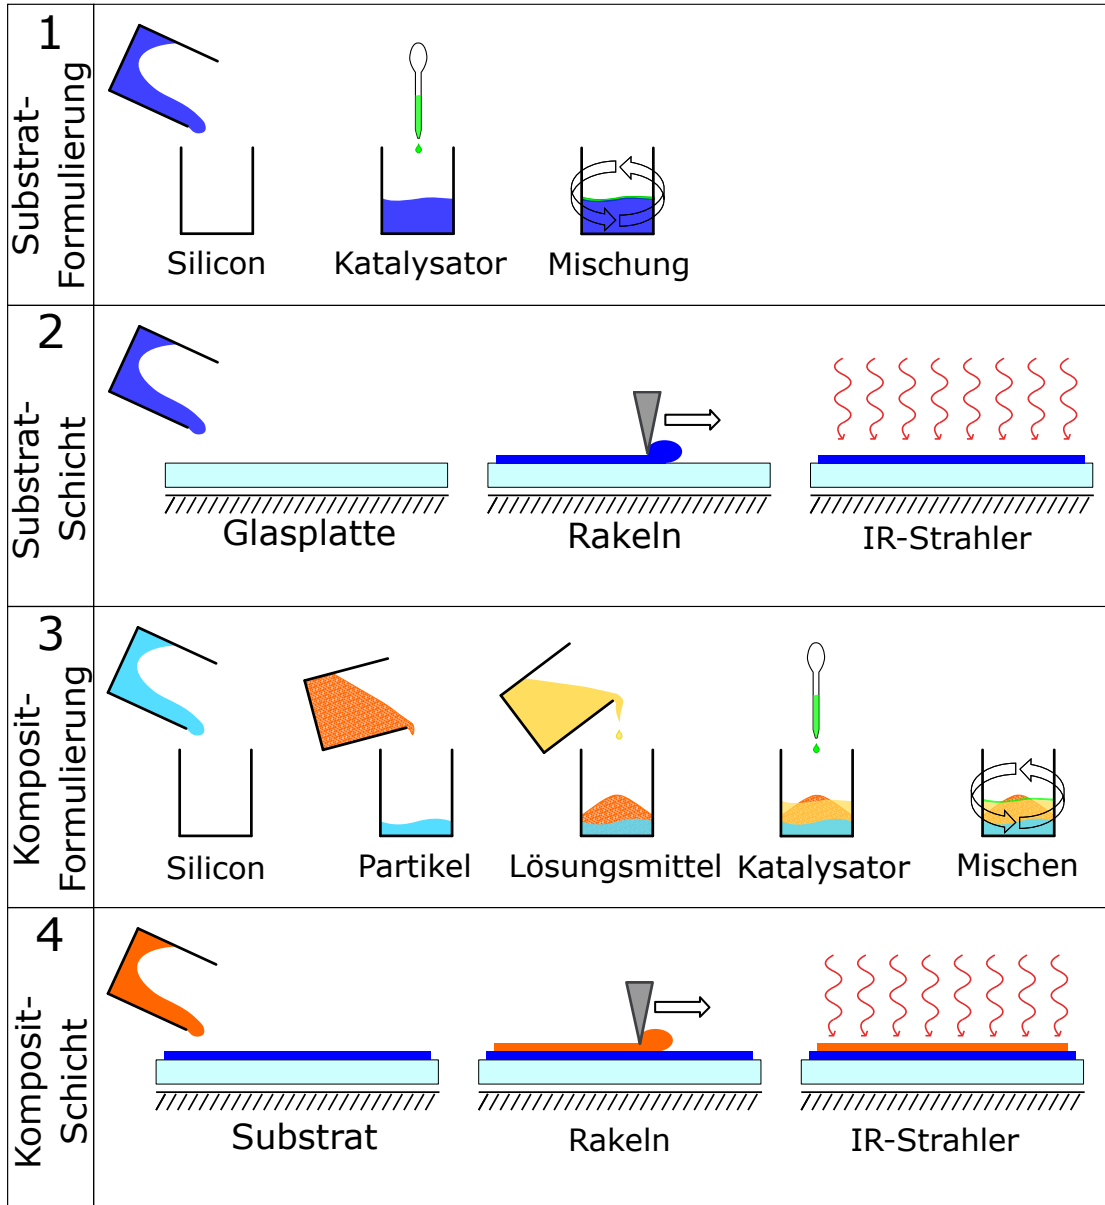 1
Substrat-
Formulierung
Silicon
Katalysator
Mischung
2
Substrat-
Schicht
Glasplatte
Rakeln
IR-Strahler
3
Komposit-
Formulierung
Silicon
Partikel
Lösungsmittel
Katalysator
Mischen
4
Komposit-
Schicht
Substrat
Rakeln
IR-Strahler